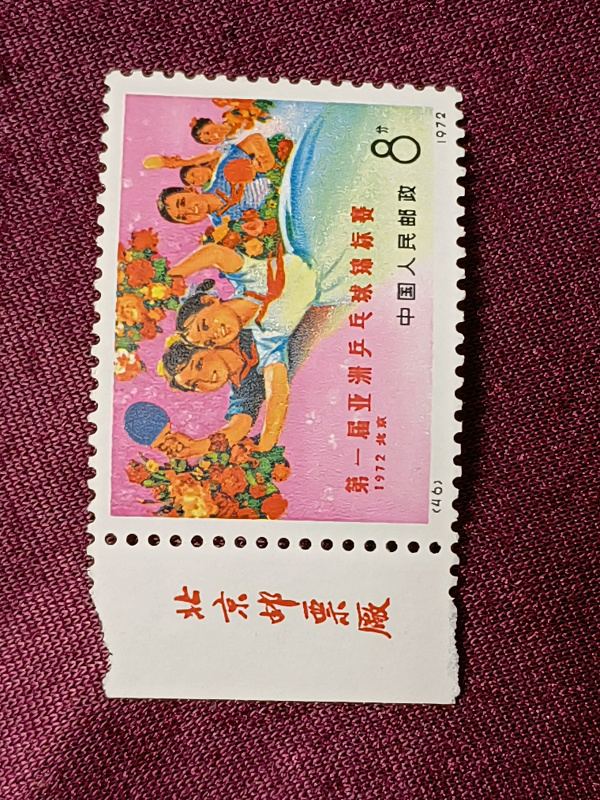 第一届亚洲乒乓球锦标赛
1972 北京
中国人民邮政
8分
(46)
1972
北京邮票廠